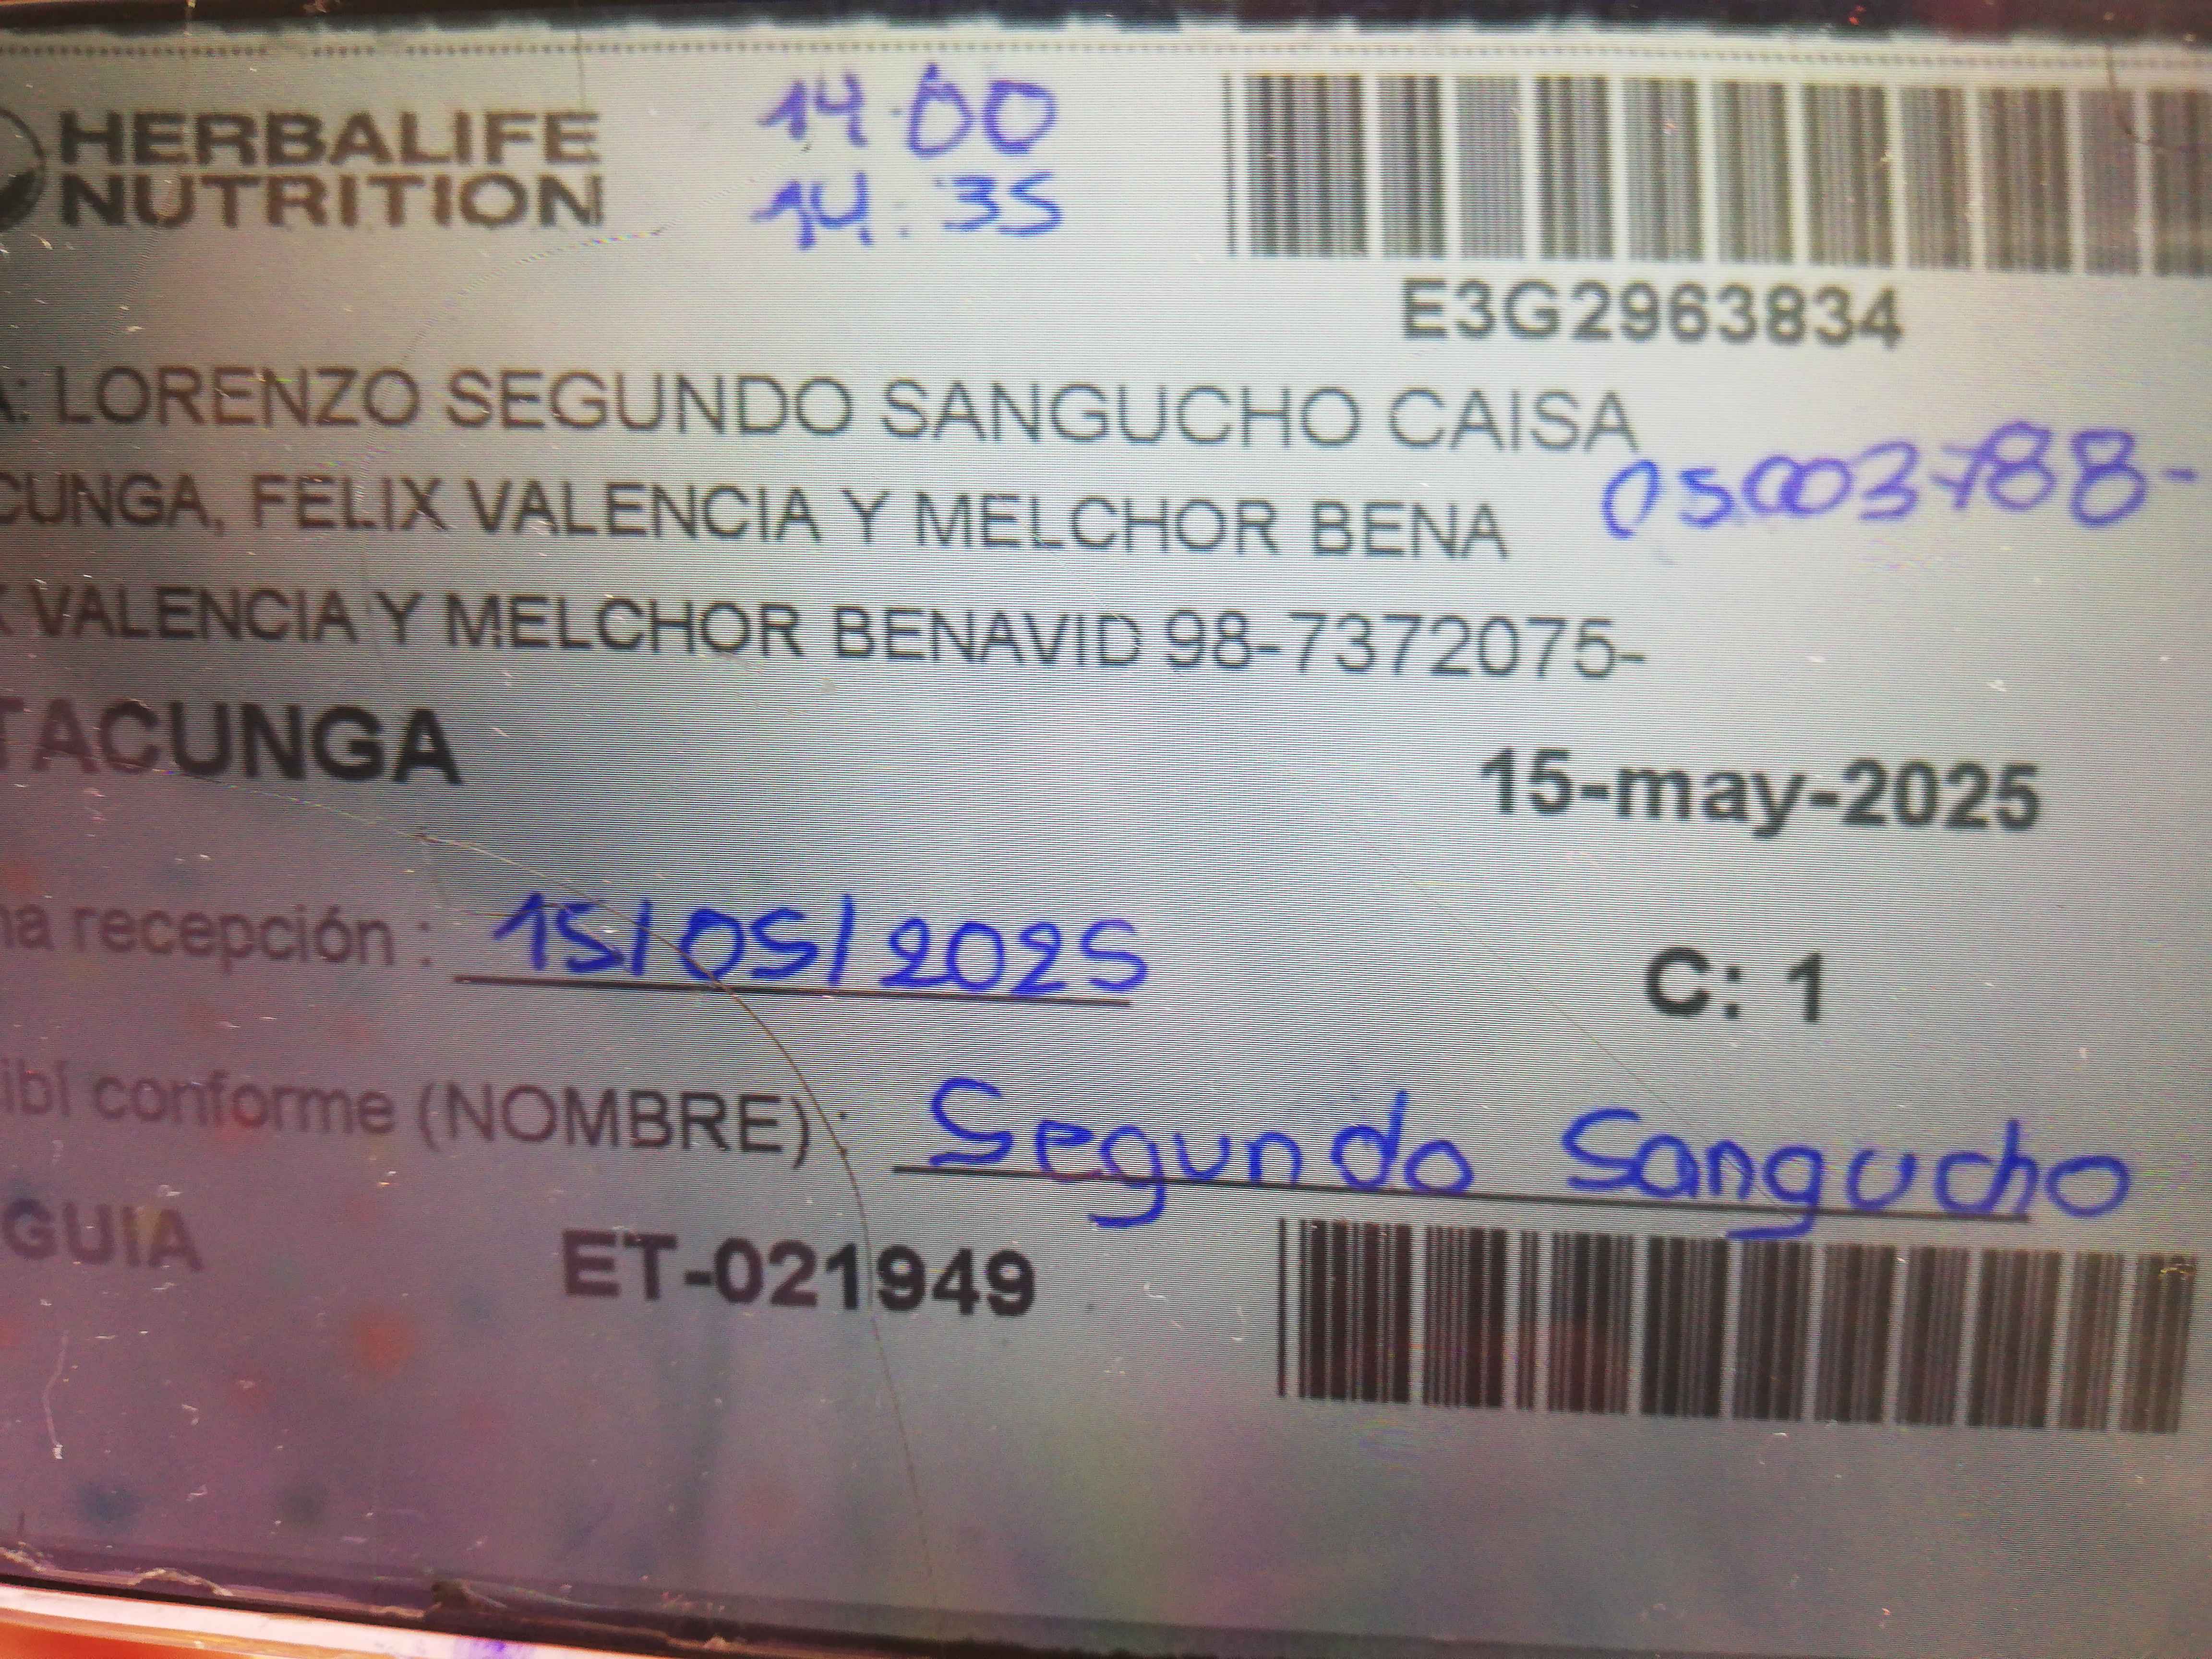 HERBALIFE
NUTRITION
14.00
14.35
E3G2963834
A: LORENZO SEGUNDO SANGUCHO CAISA
CUNGA, FELIX VALENCIA Y MELCHOR BENA
05003788-
X VALENCIA Y MELCHOR BENAVID 98-7372075-
TACUNGA
15-may-2025
ha recepción : 15/05/2025
C: 1
ibí conforme (NOMBRE) : Segundo Sangucho
GUIA ET-021949